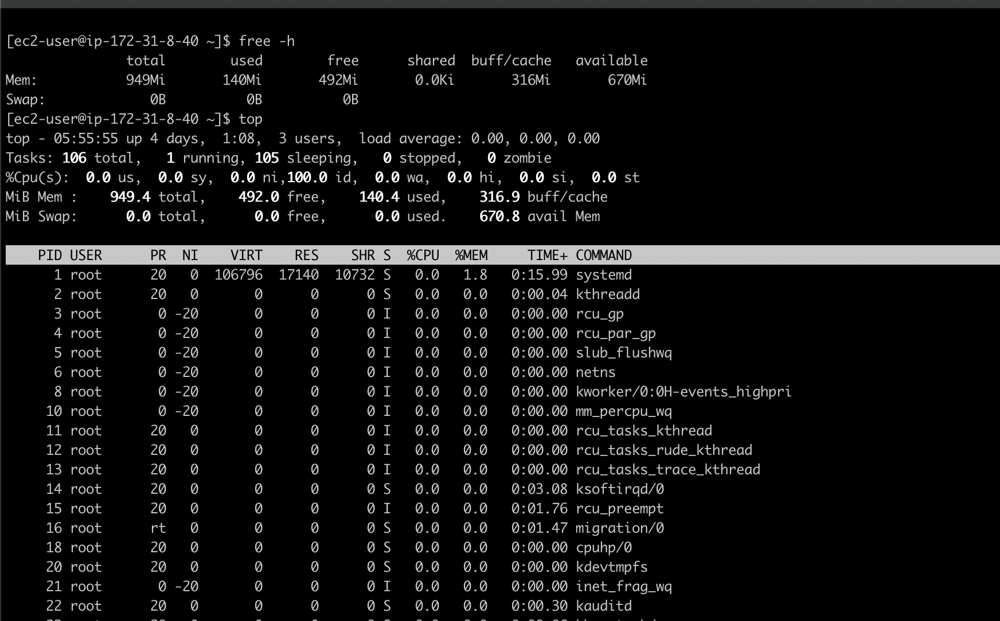 [ec2-user@ip-172-31-8-40 ~]$ free -h
               total        used        free      shared  buff/cache   available
Mem:           949Mi       140Mi       492Mi       0.0Ki       316Mi       670Mi
Swap:             0B          0B          0B
[ec2-user@ip-172-31-8-40 ~]$ top
top - 05:55:55 up 4 days,  1:08,  3 users,  load average: 0.00, 0.00, 0.00
Tasks: 106 total,   1 running, 105 sleeping,   0 stopped,   0 zombie
%Cpu(s):  0.0 us,  0.0 sy,  0.0 ni,100.0 id,  0.0 wa,  0.0 hi,  0.0 si,  0.0 st
MiB Mem :    949.4 total,    492.0 free,    140.4 used,    316.9 buff/cache
MiB Swap:      0.0 total,      0.0 free,      0.0 used.    670.8 avail Mem
    PID USER      PR  NI    VIRT    RES    SHR S  %CPU  %MEM     TIME+ COMMAND
      1 root      20   0  106796  17140  10732 S   0.0   1.8   0:15.99 systemd
      2 root      20   0       0      0      0 S   0.0   0.0   0:00.04 kthreadd
      3 root       0 -20       0      0      0 I   0.0   0.0   0:00.00 rcu_gp
      4 root       0 -20       0      0      0 I   0.0   0.0   0:00.00 rcu_par_gp
      5 root       0 -20       0      0      0 I   0.0   0.0   0:00.00 slub_flushwq
      6 root       0 -20       0      0      0 I   0.0   0.0   0:00.00 netns
      8 root       0 -20       0      0      0 I   0.0   0.0   0:00.00 kworker/0:0H-events_highpri
     10 root       0 -20       0      0      0 I   0.0   0.0   0:00.00 mm_percpu_wq
     11 root      20   0       0      0      0 I   0.0   0.0   0:00.00 rcu_tasks_kthread
     12 root      20   0       0      0      0 I   0.0   0.0   0:00.00 rcu_tasks_rude_kthread
     13 root      20   0       0      0      0 I   0.0   0.0   0:00.00 rcu_tasks_trace_kthread
     14 root      20   0       0      0      0 S   0.0   0.0   0:03.08 ksoftirqd/0
     15 root      20   0       0      0      0 I   0.0   0.0   0:01.76 rcu_preempt
     16 root      rt   0       0      0      0 S   0.0   0.0   0:01.47 migration/0
     18 root      20   0       0      0      0 S   0.0   0.0   0:00.00 cpuhp/0
     20 root      20   0       0      0      0 S   0.0   0.0   0:00.00 kdevtmpfs
     21 root       0 -20       0      0      0 I   0.0   0.0   0:00.00 inet_frag_wq
     22 root      20   0       0      0      0 S   0.0   0.0   0:00.30 kauditd